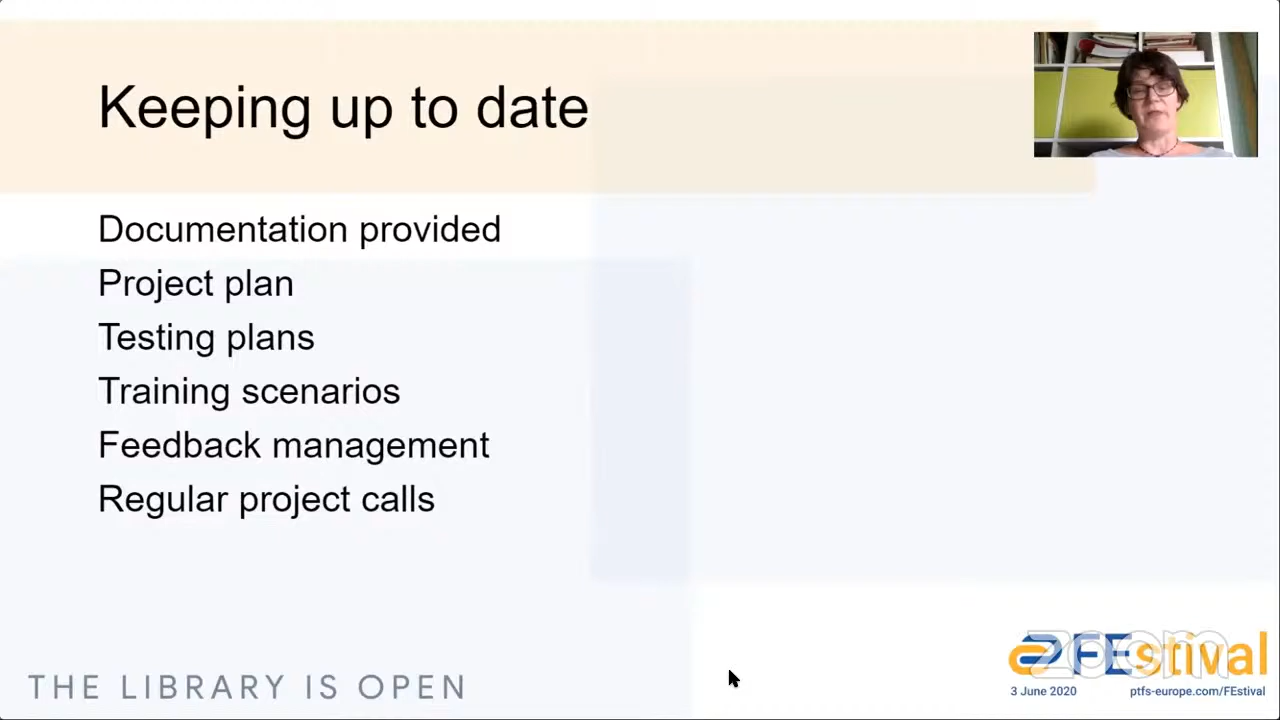 Keeping up to date
Documentation provided
Project plan
Testing plans
Training scenarios
Feedback management
Regular project calls
THE LIBRARY IS OPEN
FEstival
zoom
3 June 2020
ptfs-europe.com/FEstival